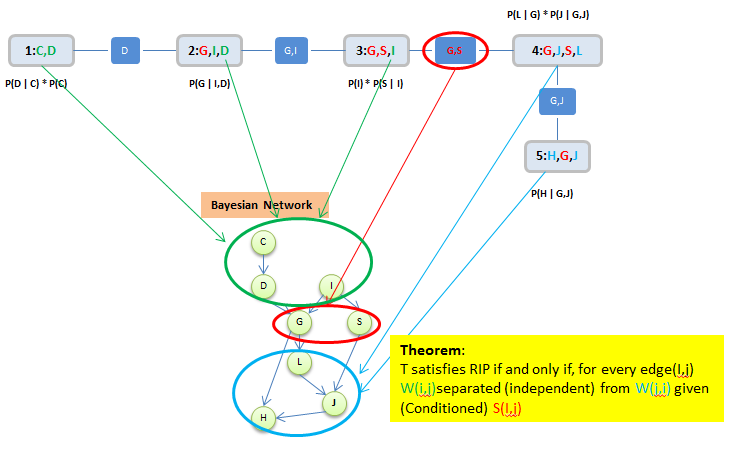 P(L | G) * P(J | G,J)
1:C,D
D
2:G,I,D
G,I
3:G,S,I
G,S
4:G,J,S,L
P(D | C) * P(C)
P(G | I,D)
P(I) * P(S | I)
G,J
5:H,G,J
P(H | G,J)
Bayesian Network
C
D
I
G
S
L
J
H
Theorem:
T satisfies RIP if and only if, for every edge(I,j)
W(i,j)separated (independent) from W(j,i) given
(Conditioned) S(I,j)